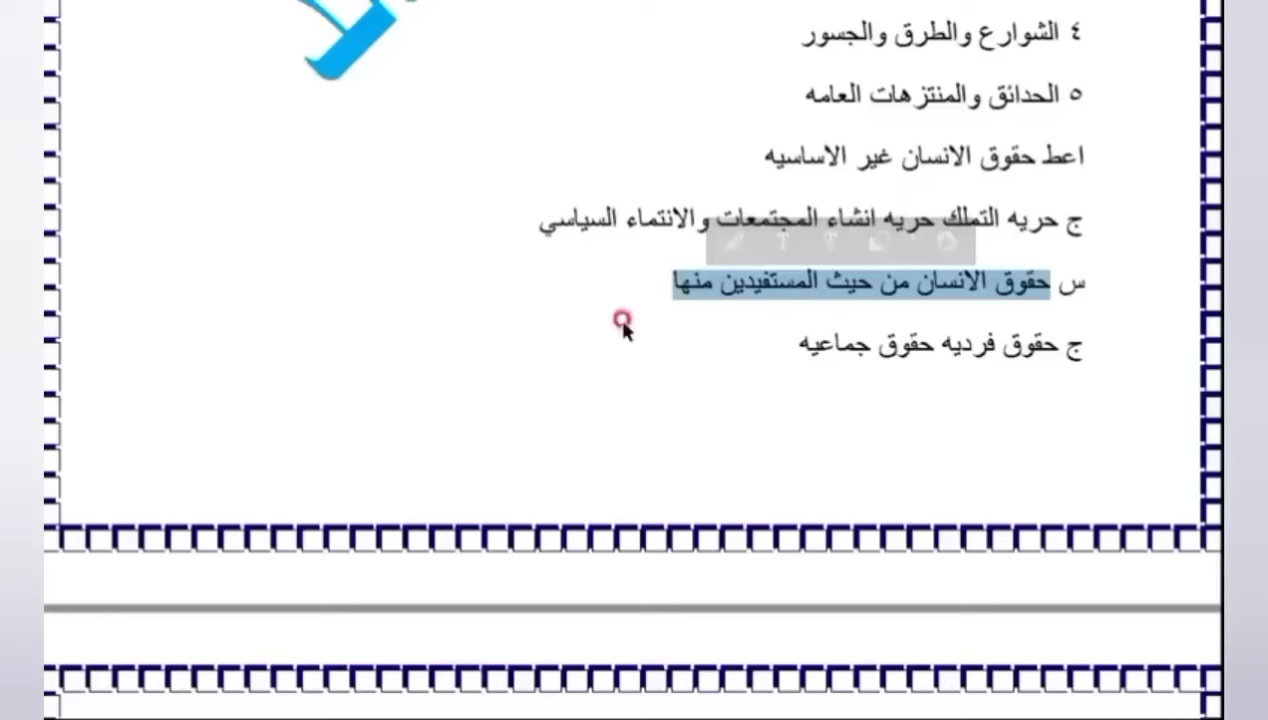 ٤ الشوارع والطرق والجسور
٥ الحدائق والمنتزهات العامه
اعط حقوق الانسان غير الاساسيه
ج حريه التملك حريه انشاء المجتمعات والانتماء السياسي
س حقوق الانسان من حيث المستفيدين منها
ج حقوق فرديه حقوق جماعيه